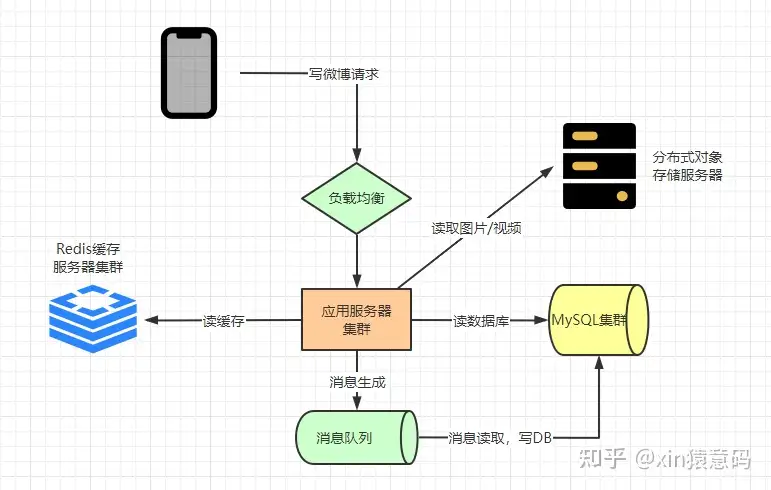 写微博请求
负载均衡
分布式对象
存储服务器
读取图片/视频
Redis缓存
服务器集群
应用服务器
集群
读缓存
读数据库
MySQL集群
消息生成
消息队列
消息读取，写DB
知乎 @xin猿意码